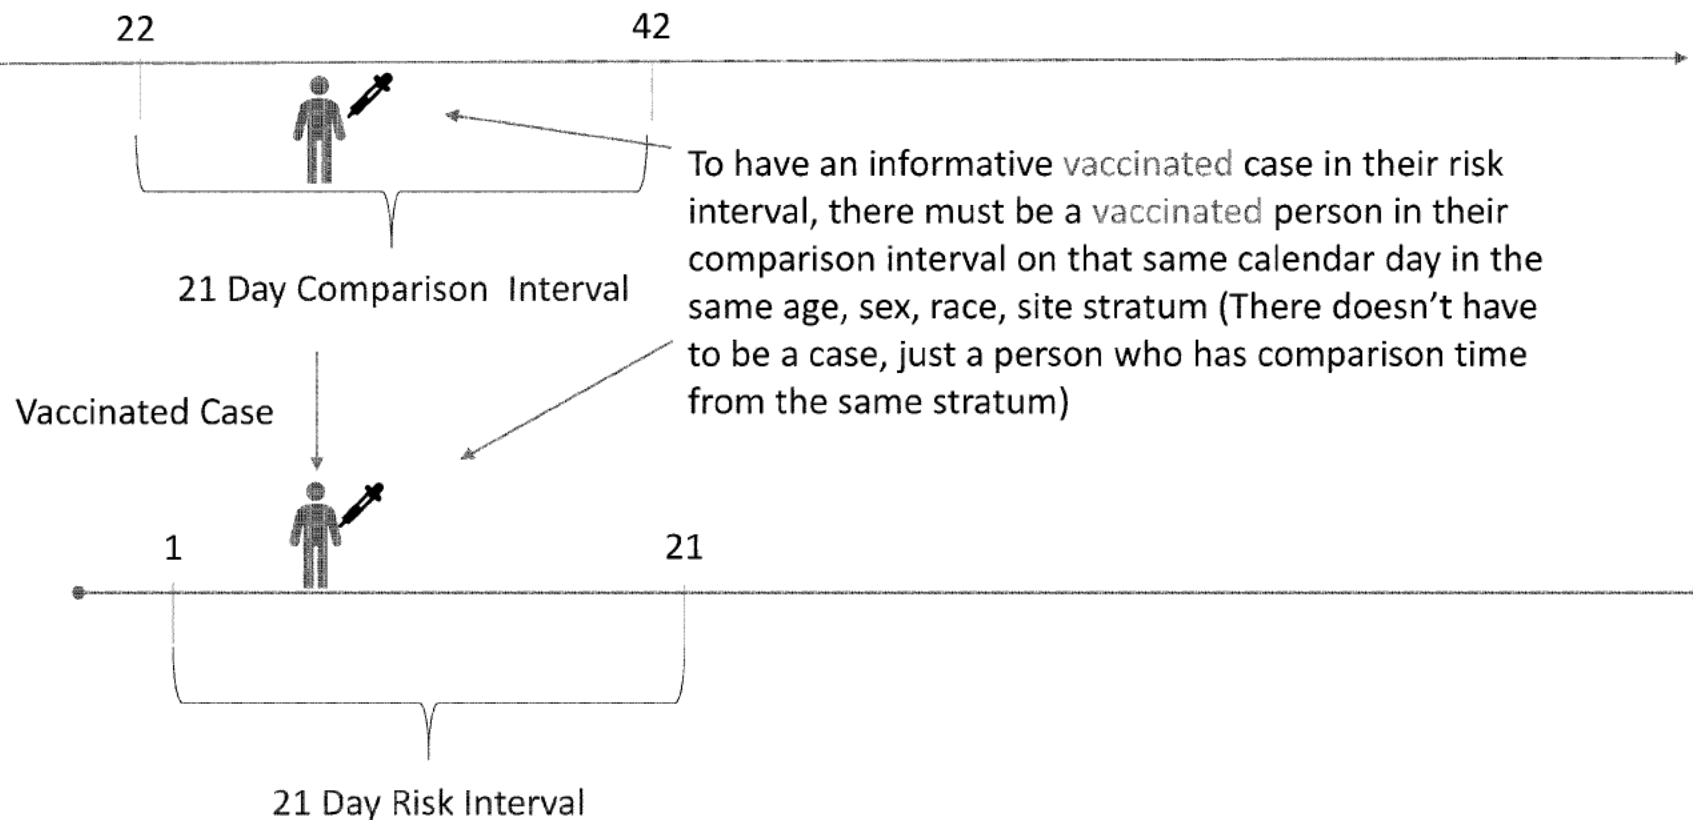 22
42
To have an informative vaccinated case in their risk
interval, there must be a vaccinated person in their
comparison interval on that same calendar day in the
same age, sex, race, site stratum (There doesn't have
to be a case, just a person who has comparison time
from the same stratum)
21 Day Comparison Interval
Vaccinated Case
1
21
21 Day Risk Interval